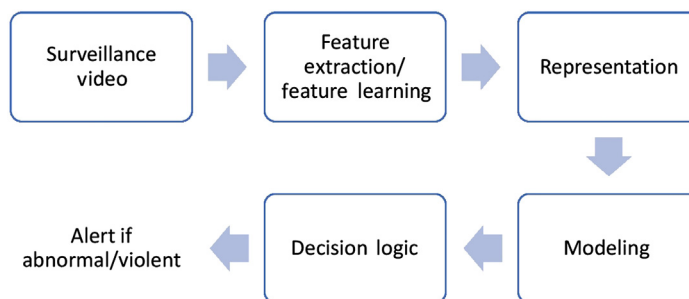 Surveillance
video
Feature
extraction/
feature learning
Representation
Modeling
Decision logic
Alert if
abnormal/violent